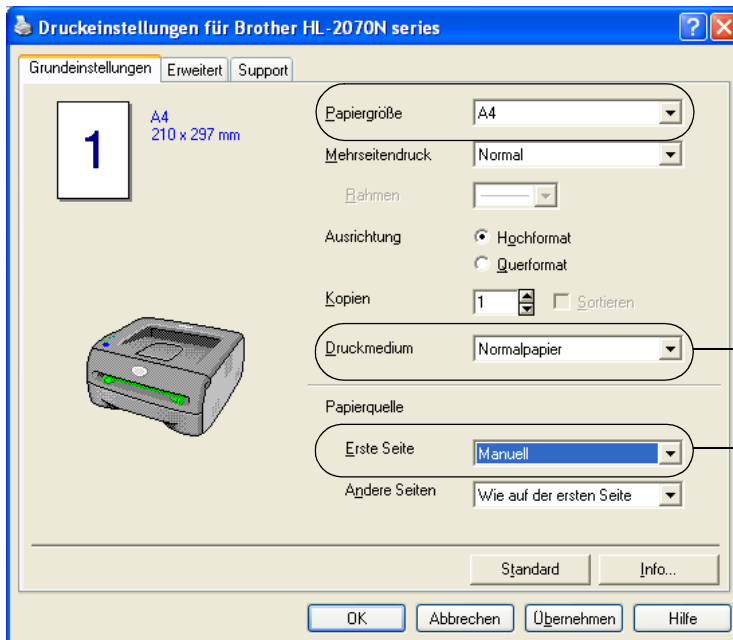 Druckeinstellungen für Brother HL-2070N series
Grundeinstellungen Erweitert Support
1
A4
210 x 297 mm
Papiergröße A4
Mehrseitendruck Normal
Rahmen
Ausrichtung Hochformat
Querformat
Kopien 1 Sortieren
Druckmedium Normalpapier
Papierquelle
Erste Seite Manuell
Andere Seiten Wie auf der ersten Seite
Standard Info...
OK Abbrechen Übernehmen Hilfe